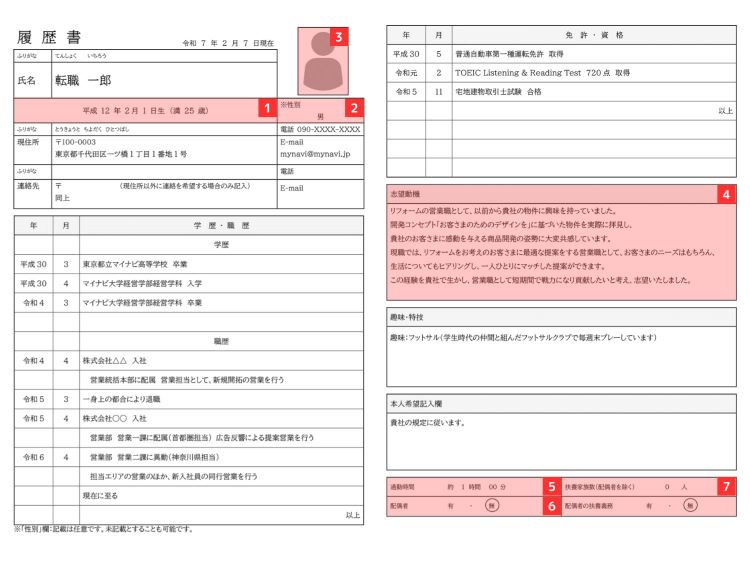 履 歴 書
令和 7 年 2 月 7 日現在
3
ふりがな てんしょく いちろう
氏名 転職 一郎
平成 12 年 2 月 1 日生 (満 25 歳) 1
※性別 2
男
ふりがな とうきょうと ちよだく ひとつばし
電話 090-XXXX-XXXX
現住所 〒100-0003
東京都千代田区一ツ橋1丁目1番地1号
E-mail
mynavi@mynavi.jp
ふりがな
電話
連絡先 〒 (現住所以外に連絡を希望する場合のみ記入)
同上
E-mail
年 月 学 歴 ・ 職 歴
学歴
平成30 3 東京都立マイナビ高等学校 卒業
平成30 4 マイナビ大学経営学部経営学科 入学
令和4 3 マイナビ大学経営学部経営学科 卒業
職歴
令和4 4 株式会社△△ 入社
営業統括本部に配属 営業担当として、新規開拓の営業を行う
令和5 3 一身上の都合により退職
令和5 4 株式会社〇〇 入社
営業部 営業一課に配属(首都圏担当) 広告反響による提案営業を行う
令和6 4 営業部 営業二課に異動(神奈川県担当)
担当エリアの営業のほか、新入社員の同行営業を行う
現在に至る
以上
※「性別」欄:記載は任意です。未記載とすることも可能です。
年 月 免 許 ・ 資 格
平成30 5 普通自動車第一種運転免許 取得
令和元 2 TOEIC Listening & Reading Test 720点 取得
令和5 11 宅地建物取引士試験 合格
以上
志望動機 4
リフォームの営業職として、以前から貴社の物件に興味を持っていました。
開発コンセプト「お客さまのためのデザインを」に基づいた物件を実際に拝見し、
貴社のお客さまに感動を与える商品開発の姿勢に大変共感しています。
現職では、リフォームをお考えのお客さまに最適な提案をする営業職として、お客さまのニーズはもちろん、
生活についてもヒアリングし、一人ひとりにマッチした提案ができます。
この経験を貴社で生かし、営業職として短期間で戦力になり貢献したいと考え、志望いたしました。
趣味・特技
趣味:フットサル(学生時代の仲間と組んだフットサルクラブで毎週末プレーしています)
本人希望記入欄
貴社の規定に従います。
通勤時間 約 1 時間 00 分 5
扶養家族数(配偶者を除く) 0 人 7
配偶者 有 ・ 無 6
配偶者の扶養義務 有 ・ 無